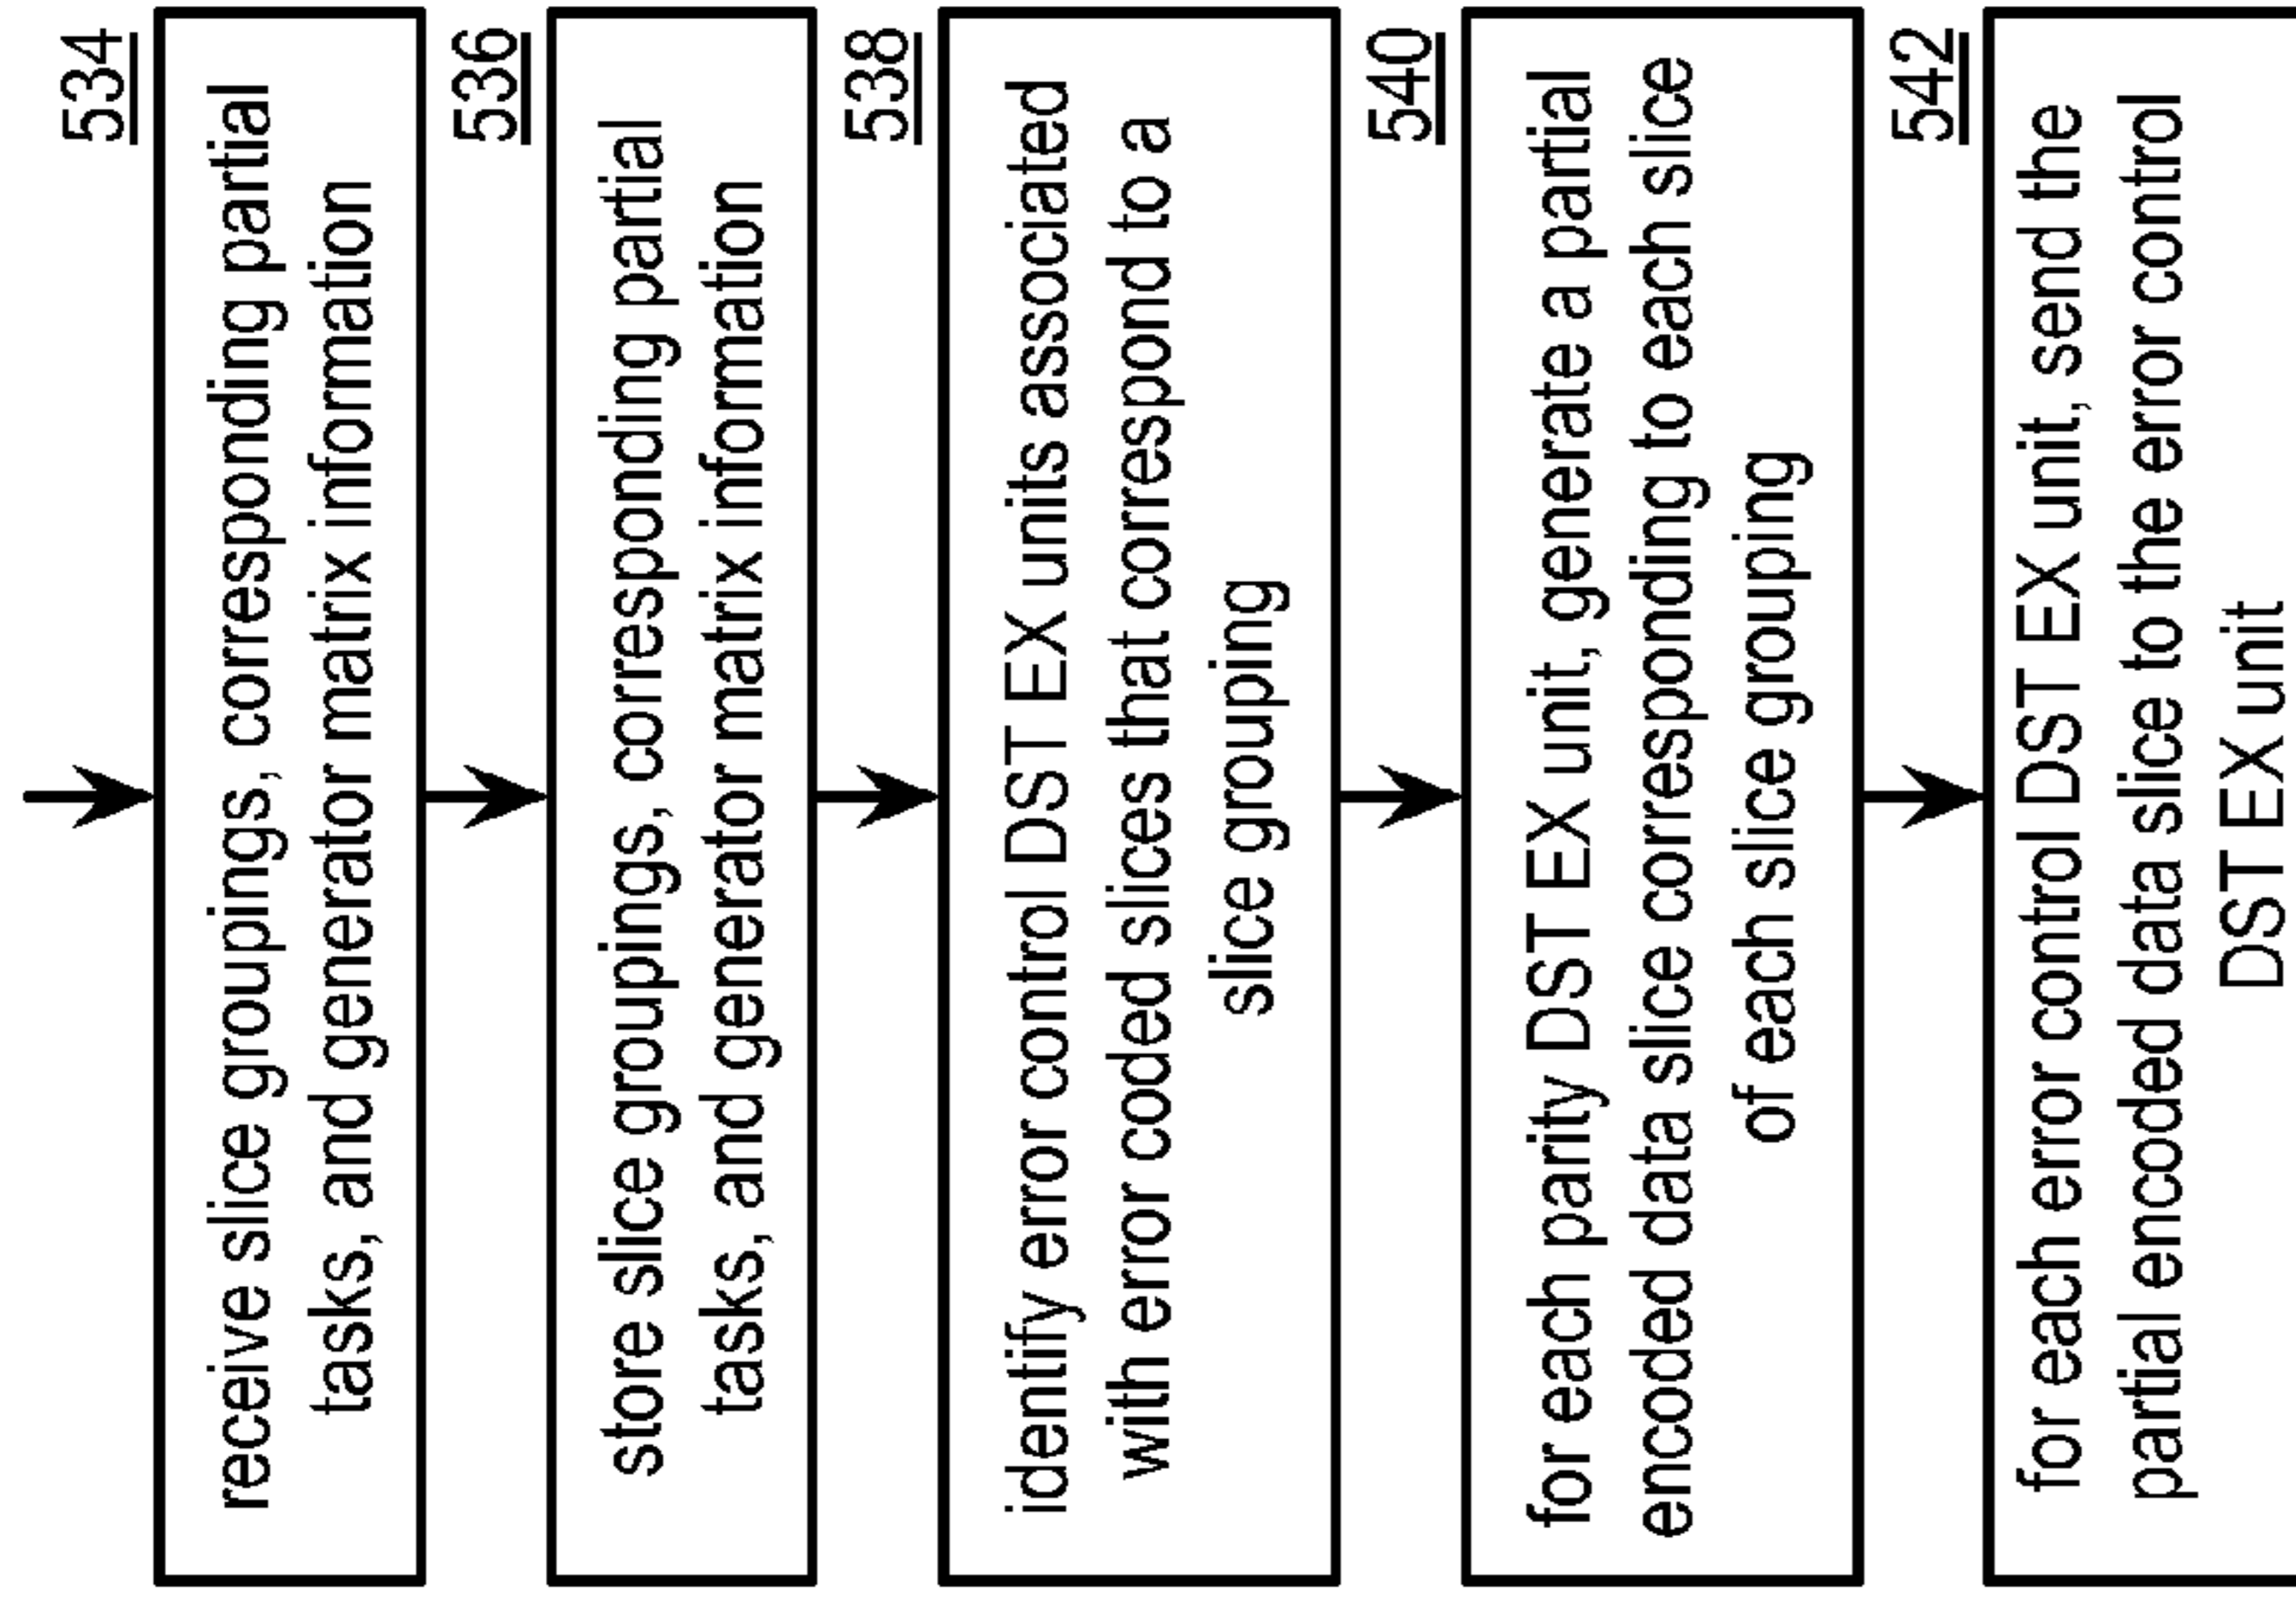 534
receive slice groupings, corresponding partial
tasks, and generator matrix information
536
store slice groupings, corresponding partial
tasks, and generator matrix information
538
identify error control DST EX units associated
with error coded slices that correspond to a
slice grouping
540
for each parity DST EX unit, generate a partial
encoded data slice corresponding to each slice
of each slice grouping
542
for each error control DST EX unit, send the
partial encoded data slice to the error control
DST EX unit